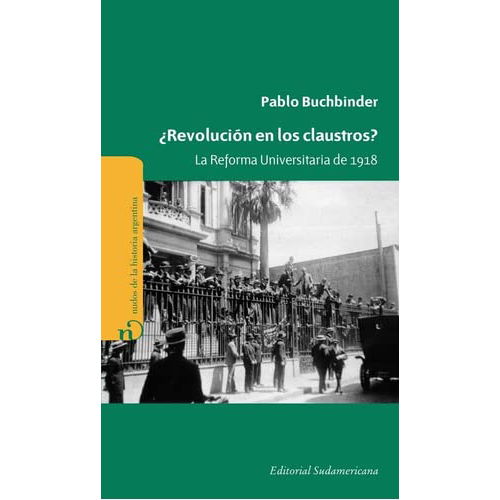 Pablo Buchbinder
¿Revolución en los claustros?
La Reforma Universitaria de 1918
nudos de la historia argentina
n
Editorial Sudamericana